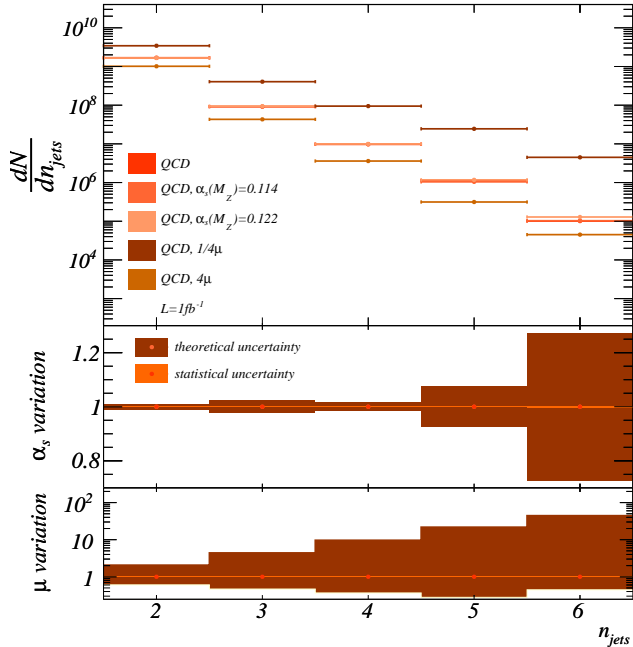 10^10
10^8
10^6
10^4
dN
dn_jets
QCD
QCD, α_s(M_Z)=0.114
QCD, α_s(M_Z)=0.122
QCD, 1/4μ
QCD, 4μ
L=1fb^-1
1.2
1
0.8
α_s variation
theoretical uncertainty
statistical uncertainty
10^2
10
1
μ variation
2 3 4 5 6
n_jets